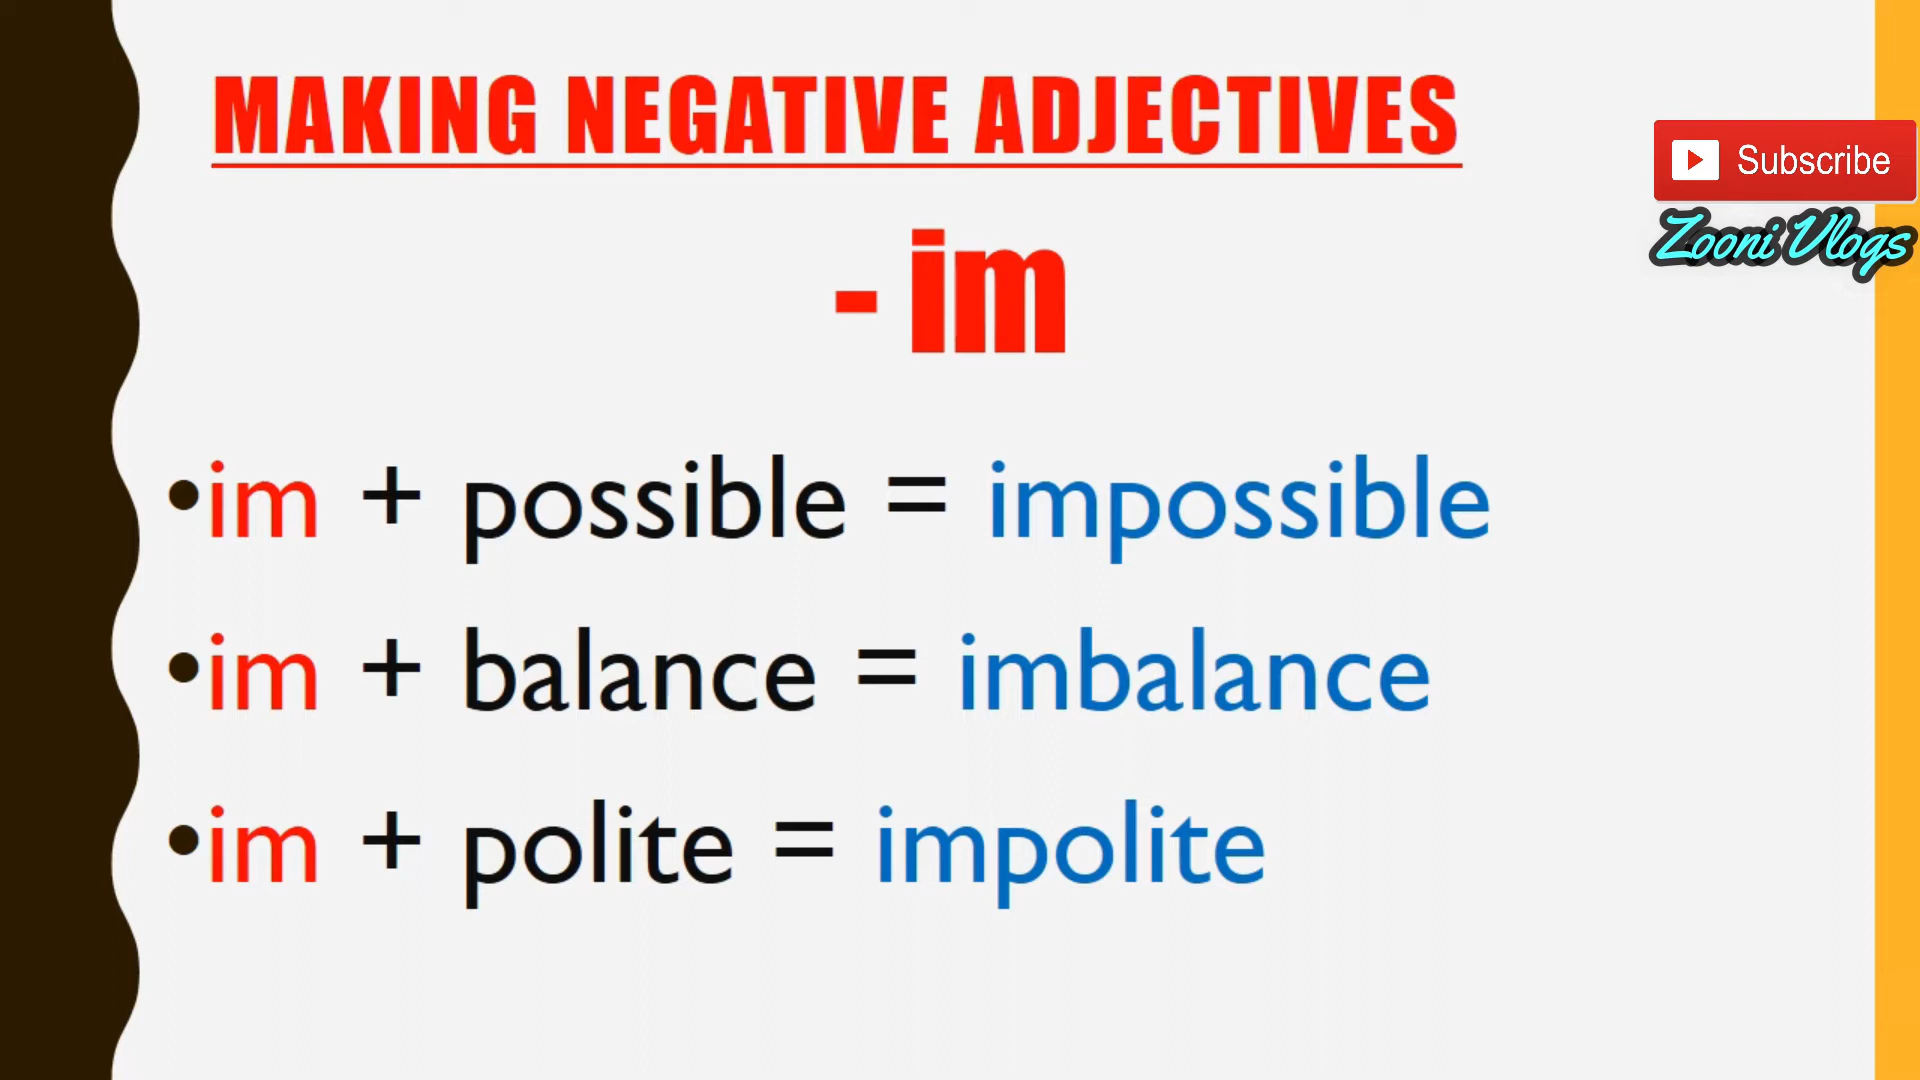 MAKING NEGATIVE ADJECTIVES
Subscribe
Zooni Vlogs
- im
•im + possible = impossible
•im + balance = imbalance
•im + polite = impolite